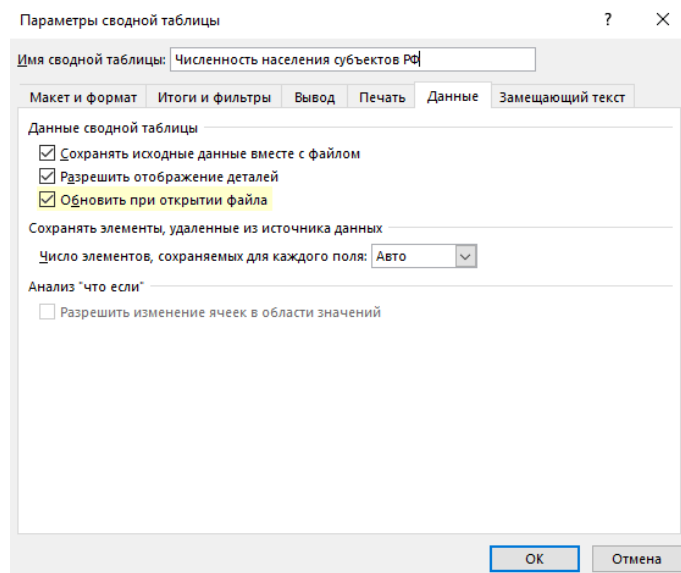 Параметры сводной таблицы ?
Имя сводной таблицы: Численность населения субъектов РФ
Макет и формат Итоги и фильтры Вывод Печать Данные Замещающий текст
Данные сводной таблицы
Сохранять исходные данные вместе с файлом
Разрешить отображение деталей
Обновить при открытии файла
Сохранять элементы, удаленные из источника данных
Число элементов, сохраняемых для каждого поля: Авто
Анализ "что если"
Разрешить изменение ячеек в области значений
ОК Отмена